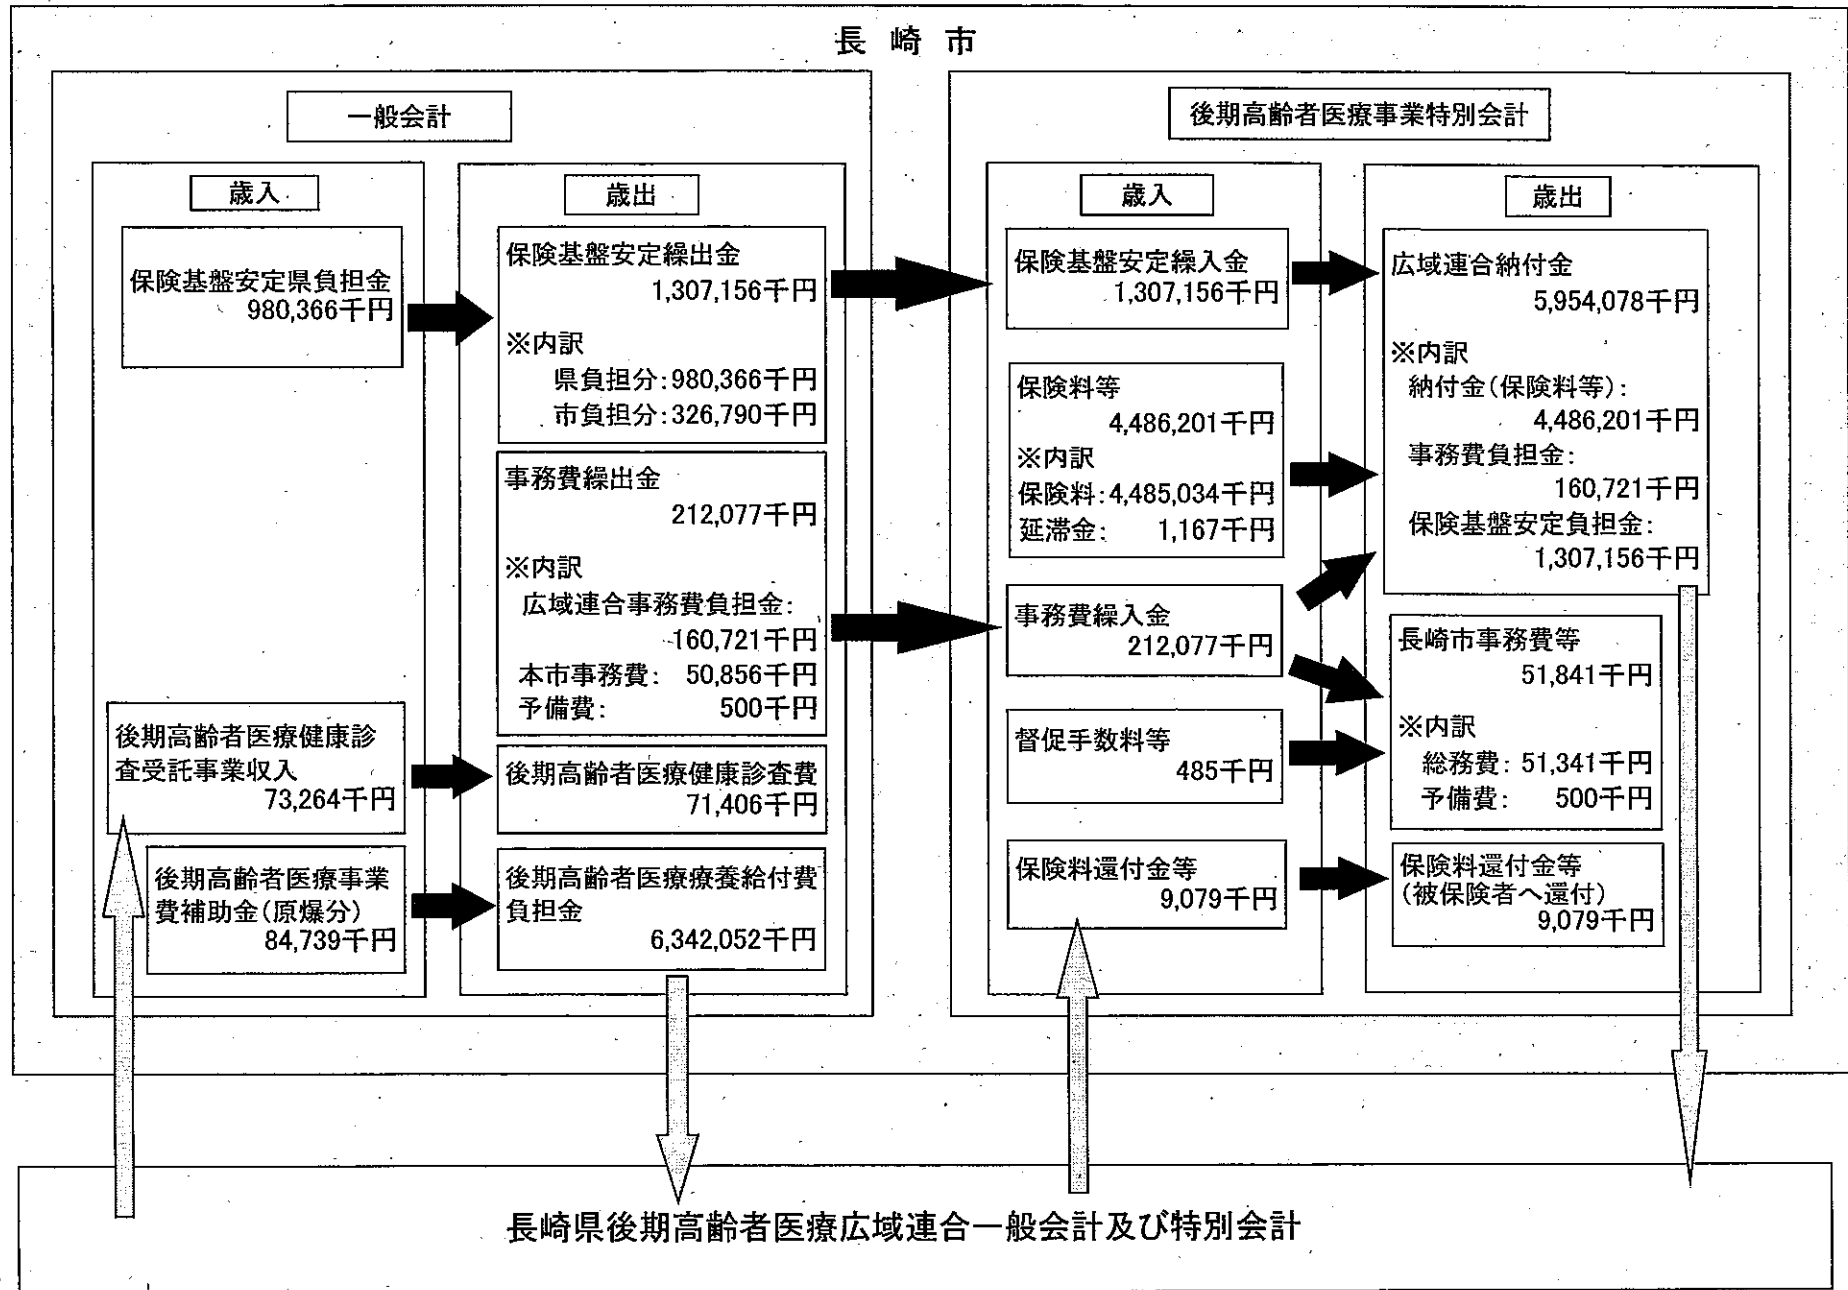 長崎市
一般会計
歳入
保険基盤安定県負担金
980,366千円
後期高齢者医療健康診
査受託事業収入
73,264千円
後期高齢者医療事業
費補助金(原爆分)
84,739千円
歳出
保険基盤安定繰出金
1,307,156千円
※内訳
県負担分:980,366千円
市負担分:326,790千円
事務費繰出金
212,077千円
※内訳
広域連合事務費負担金:
160,721千円
本市事務費: 50,856千円
予備費: 500千円
後期高齢者医療健康診査費
71,406千円
後期高齢者医療療養給付費
負担金
6,342,052千円
後期高齢者医療事業特別会計
歳入
保険基盤安定繰入金
1,307,156千円
保険料等
4,486,201千円
※内訳
保険料:4,485,034千円
延滞金: 1,167千円
事務費繰入金
212,077千円
督促手数料等
485千円
保険料還付金等
9,079千円
歳出
広域連合納付金
5,954,078千円
※内訳
納付金(保険料等):
4,486,201千円
事務費負担金:
160,721千円
保険基盤安定負担金:
1,307,156千円
長崎市事務費等
51,841千円
※内訳
総務費: 51,341千円
予備費: 500千円
保険料還付金等
(被保険者へ還付)
9,079千円
長崎県後期高齢者医療広域連合一般会計及び特別会計